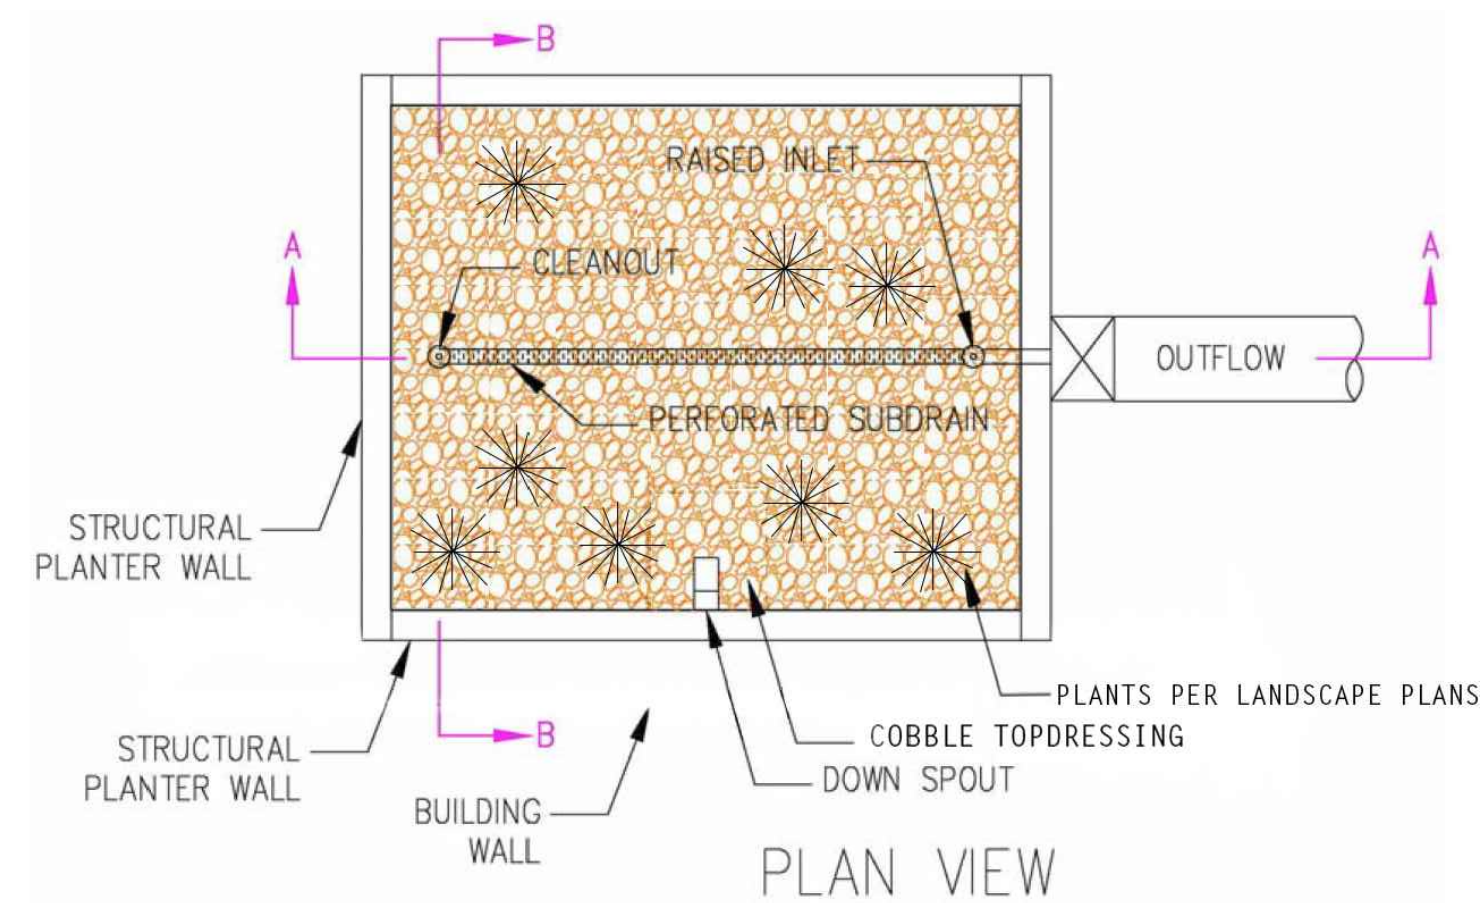 B
RAISED INLET
A
CLEANOUT
A
OUTFLOW
PERFORATED SUBDRAIN
STRUCTURAL
PLANTER WALL
PLANTS PER LANDSCAPE PLANS
B
COBBLE TOPDRESSING
STRUCTURAL
PLANTER WALL
DOWN SPOUT
BUILDING
WALL
PLAN VIEW